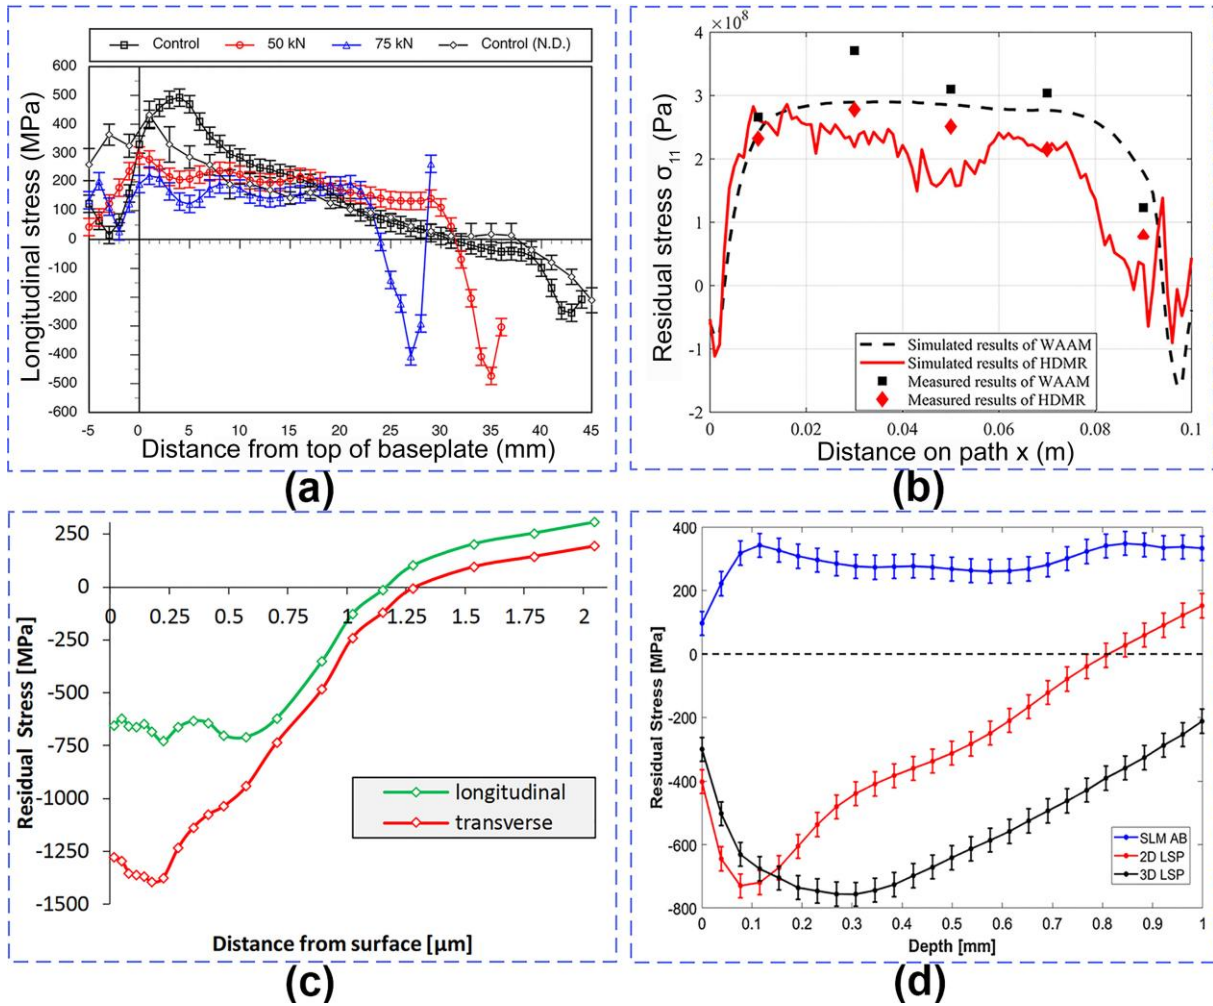 Control 50 kN 75 kN Control (N.D.)
Longitudinal stress (MPa)
600
500
400
300
200
100
0
-100
-200
-300
-400
-500
-600
-5 0 5 10 15 20 25 30 35 40 45
Distance from top of baseplate (mm)
(a)
×10⁸
Residual stress σ₁₁ (Pa)
4
3
2
1
0
-1
-2
Simulated results of WAAM
Simulated results of HDMR
Measured results of WAAM
Measured results of HDMR
0 0.02 0.04 0.06 0.08 0.1
Distance on path x (m)
(b)
Residual Stress [MPa]
250
0
-250
-500
-750
-1000
-1250
-1500
0 0.25 0.5 0.75 1 1.25 1.5 1.75 2
longitudinal
transverse
Distance from surface [µm]
(c)
Residual Stress [MPa]
400
200
0
-200
-400
-600
-800
SLM AB
2D LSP
3D LSP
0 0.1 0.2 0.3 0.4 0.5 0.6 0.7 0.8 0.9 1
Depth [mm]
(d)